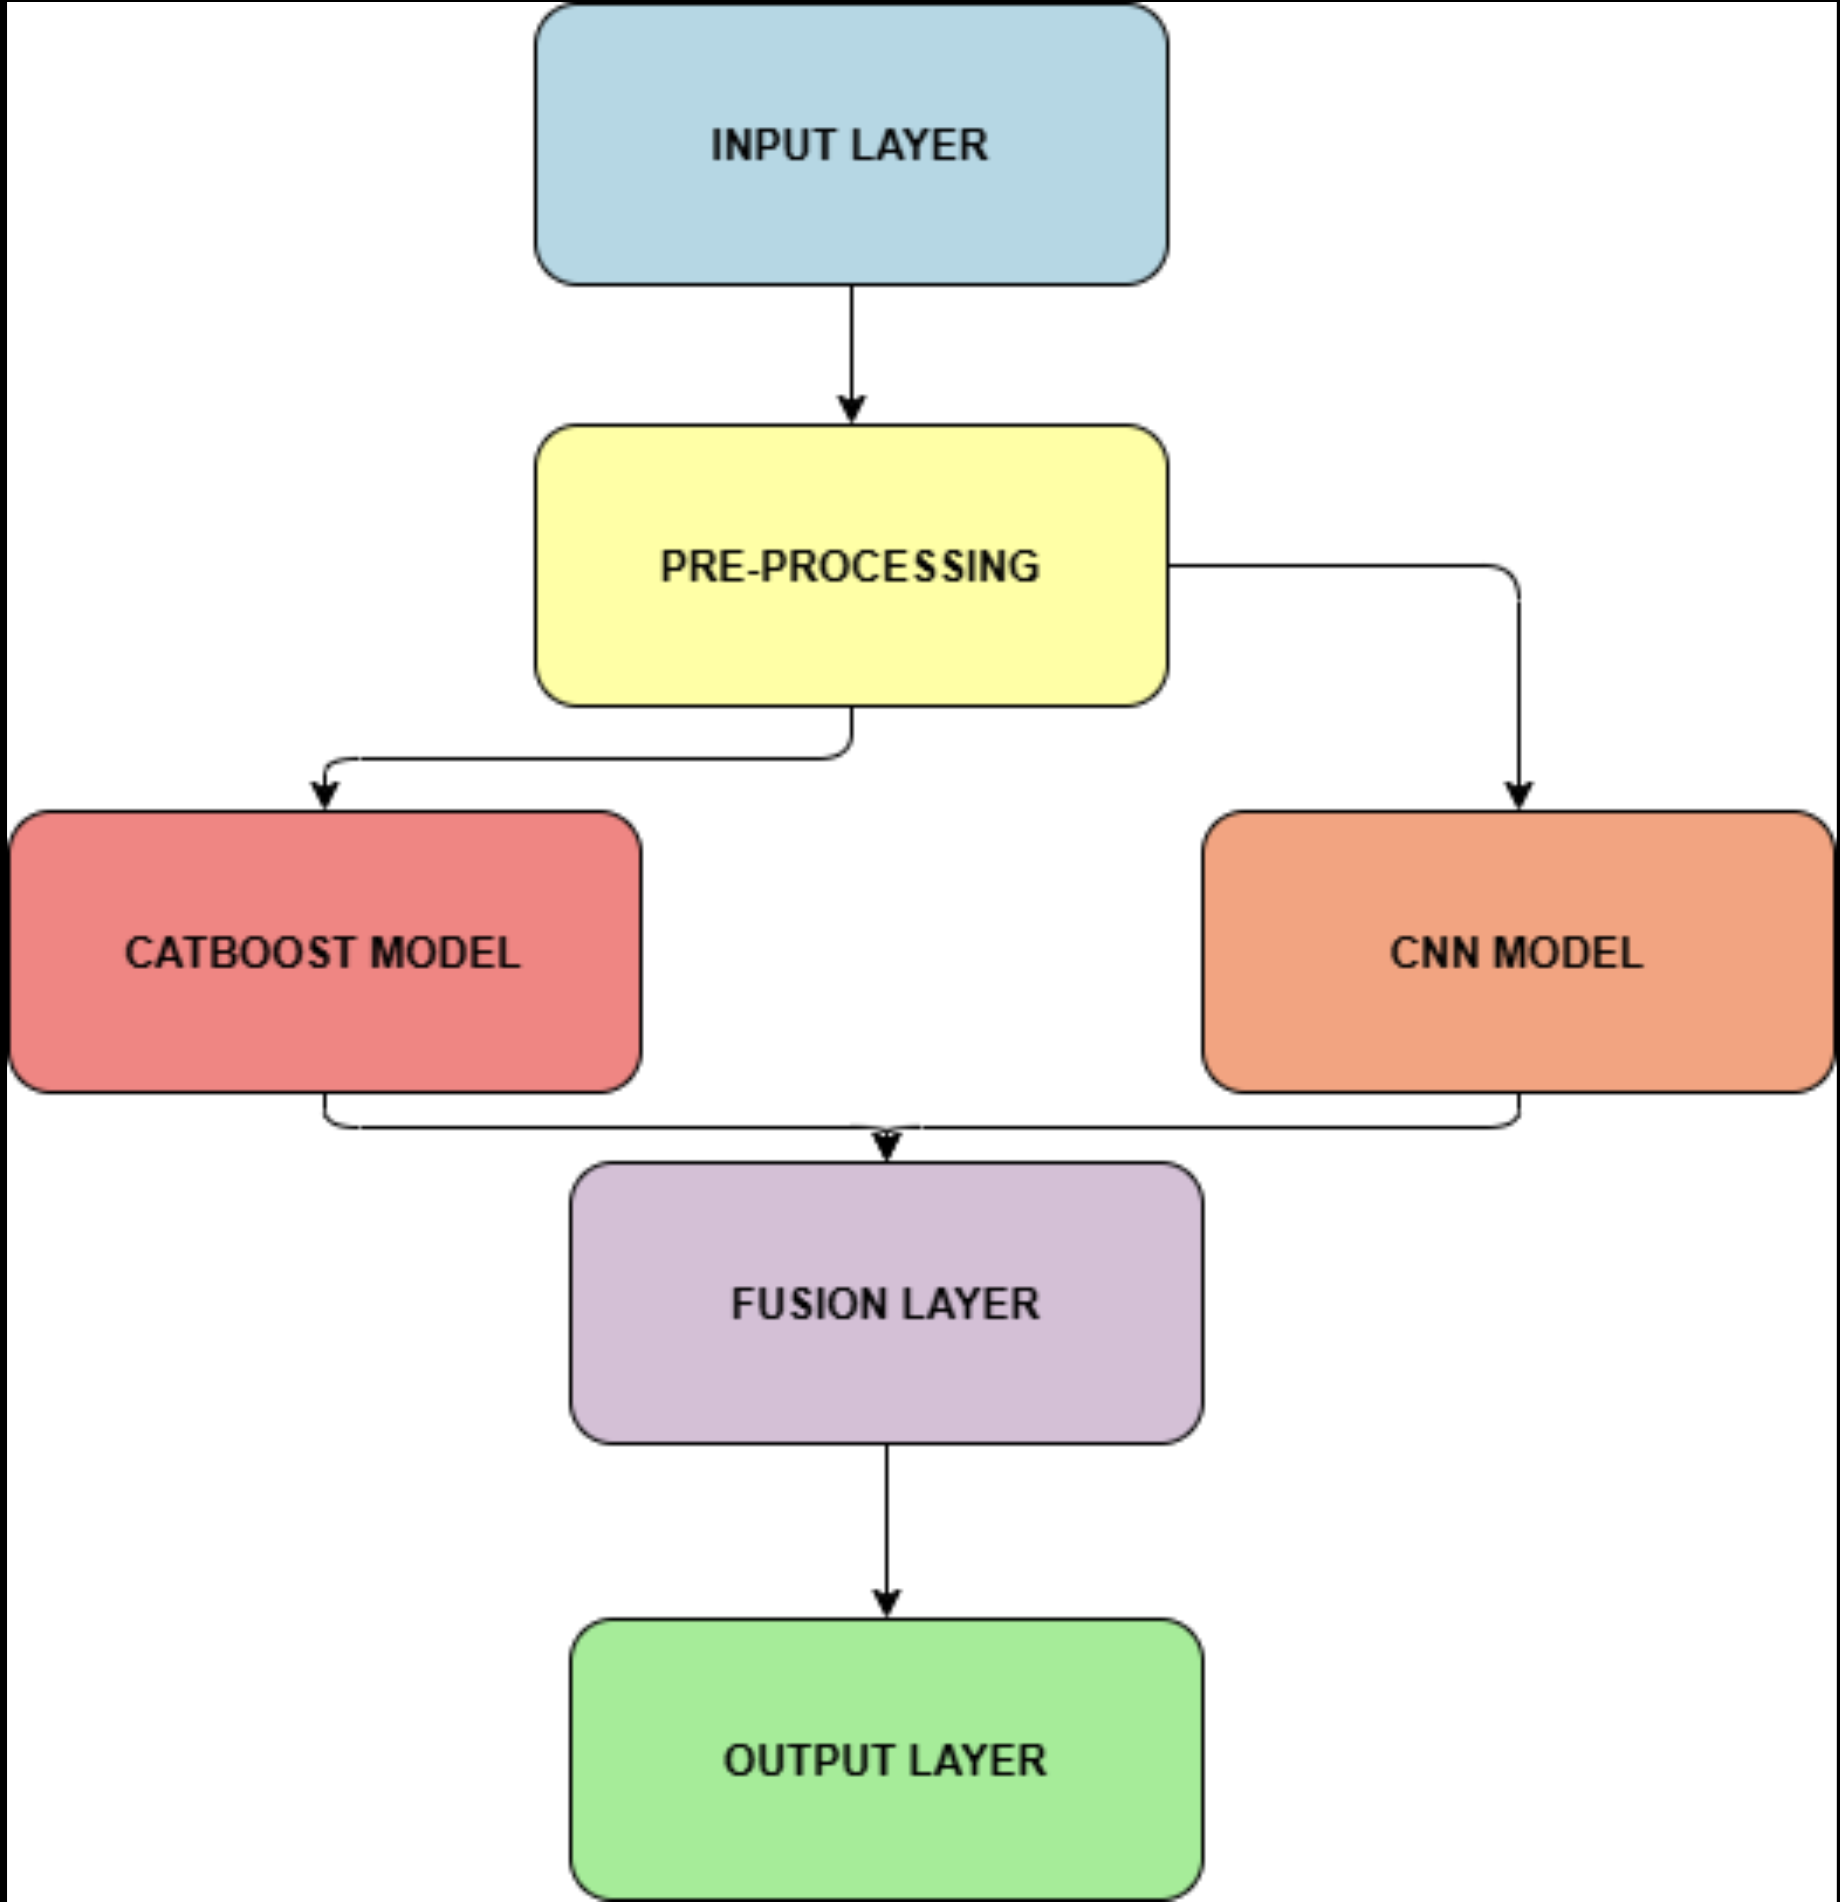 INPUT LAYER
PRE-PROCESSING
CATBOOST MODEL
CNN MODEL
FUSION LAYER
OUTPUT LAYER